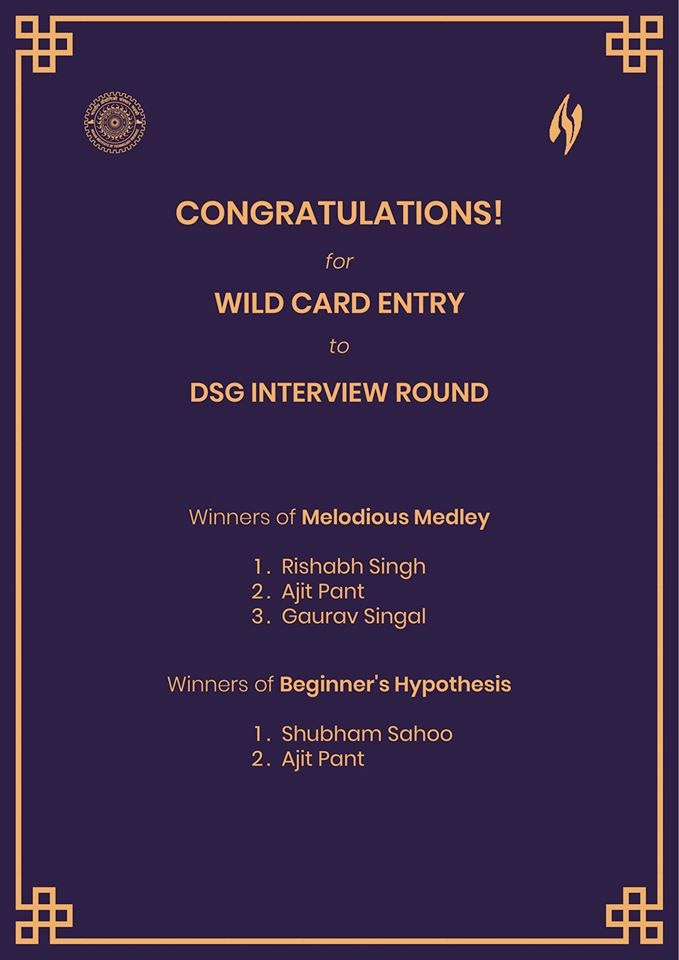 CONGRATULATIONS!
for
WILD CARD ENTRY
to
DSG INTERVIEW ROUND
Winners of Melodious Medley
1. Rishabh Singh
2. Ajit Pant
3. Gaurav Singal
Winners of Beginner's Hypothesis
1. Shubham Sahoo
2. Ajit Pant